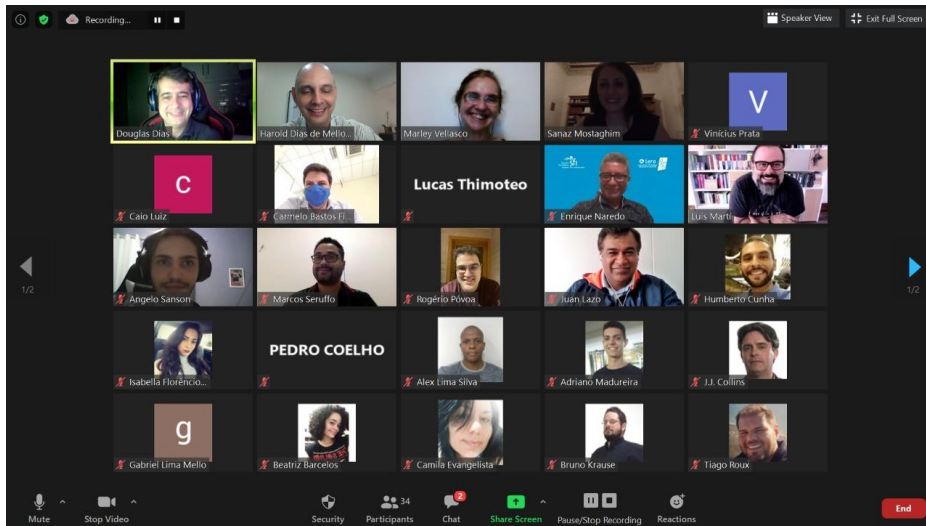 Recording...
Speaker View
Exit Full Screen
Douglas Dias
Harold Dias de Mello...
Marley Vellasco
Sanaz Mostaghim
V
Vinícius Prata
C
Caio Luiz
Carmelo Bastos Fi...
Lucas Thimoteo
Enrique Naredo
Luis Martí
Angelo Sanson
Marcos Seruffo
Rogério Póvoa
Juan Lazo
Humberto Cunha
1/2
1/2
Isabella Florêncio...
PEDRO COELHO
Alex Lima Silva
Adriano Madureira
J.J. Collins
g
Gabriel Lima Mello
Beatriz Barcelos
Camila Evangelista
Bruno Krause
Tiago Roux
Mute
Stop Video
Security
34
Participants
2
Chat
Share Screen
Pause/Stop Recording
Reactions
End